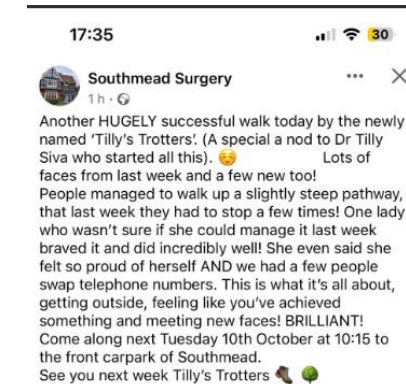 17:35
30
Southmead Surgery
1h ·
Another HUGELY successful walk today by the newly
named ‘Tilly’s Trotters’. (A special a nod to Dr Tilly
Siva who started all this). ☺️ Lots of
faces from last week and a few new too!
People managed to walk up a slightly steep pathway,
that last week they had to stop a few times! One lady
who wasn’t sure if she could manage it last week
braved it and did incredibly well! She even said she
felt so proud of herself AND we had a few people
swap telephone numbers. This is what it’s all about,
getting outside, feeling like you’ve achieved
something and meeting new faces! BRILLIANT!
Come along next Tuesday 10th October at 10:15 to
the front carpark of Southmead.
See you next week Tilly’s Trotters 🥾 🌳